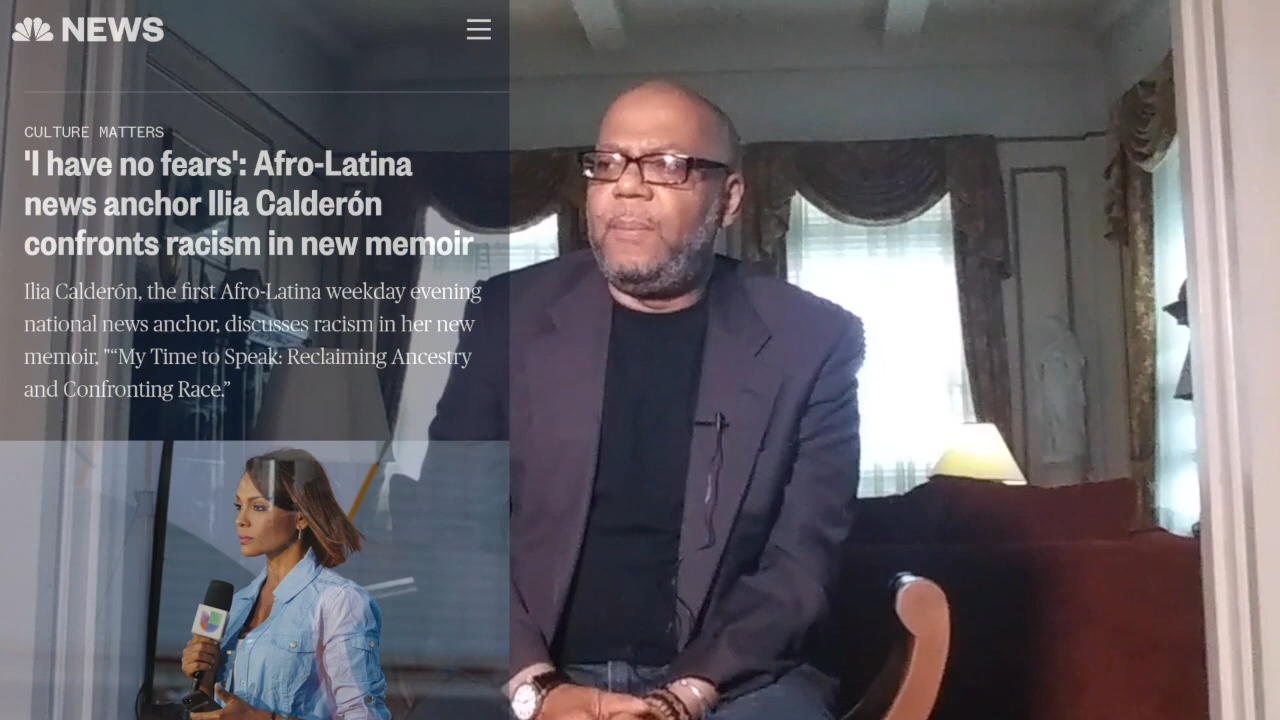 NEWS
CULTURE MATTERS
'I have no fears': Afro-Latina
news anchor Ilia Calderón
confronts racism in new memoir
Ilia Calderón, the first Afro-Latina weekday evening
national news anchor, discusses racism in her new
memoir, "“My Time to Speak: Reclaiming Ancestry
and Confronting Race.”